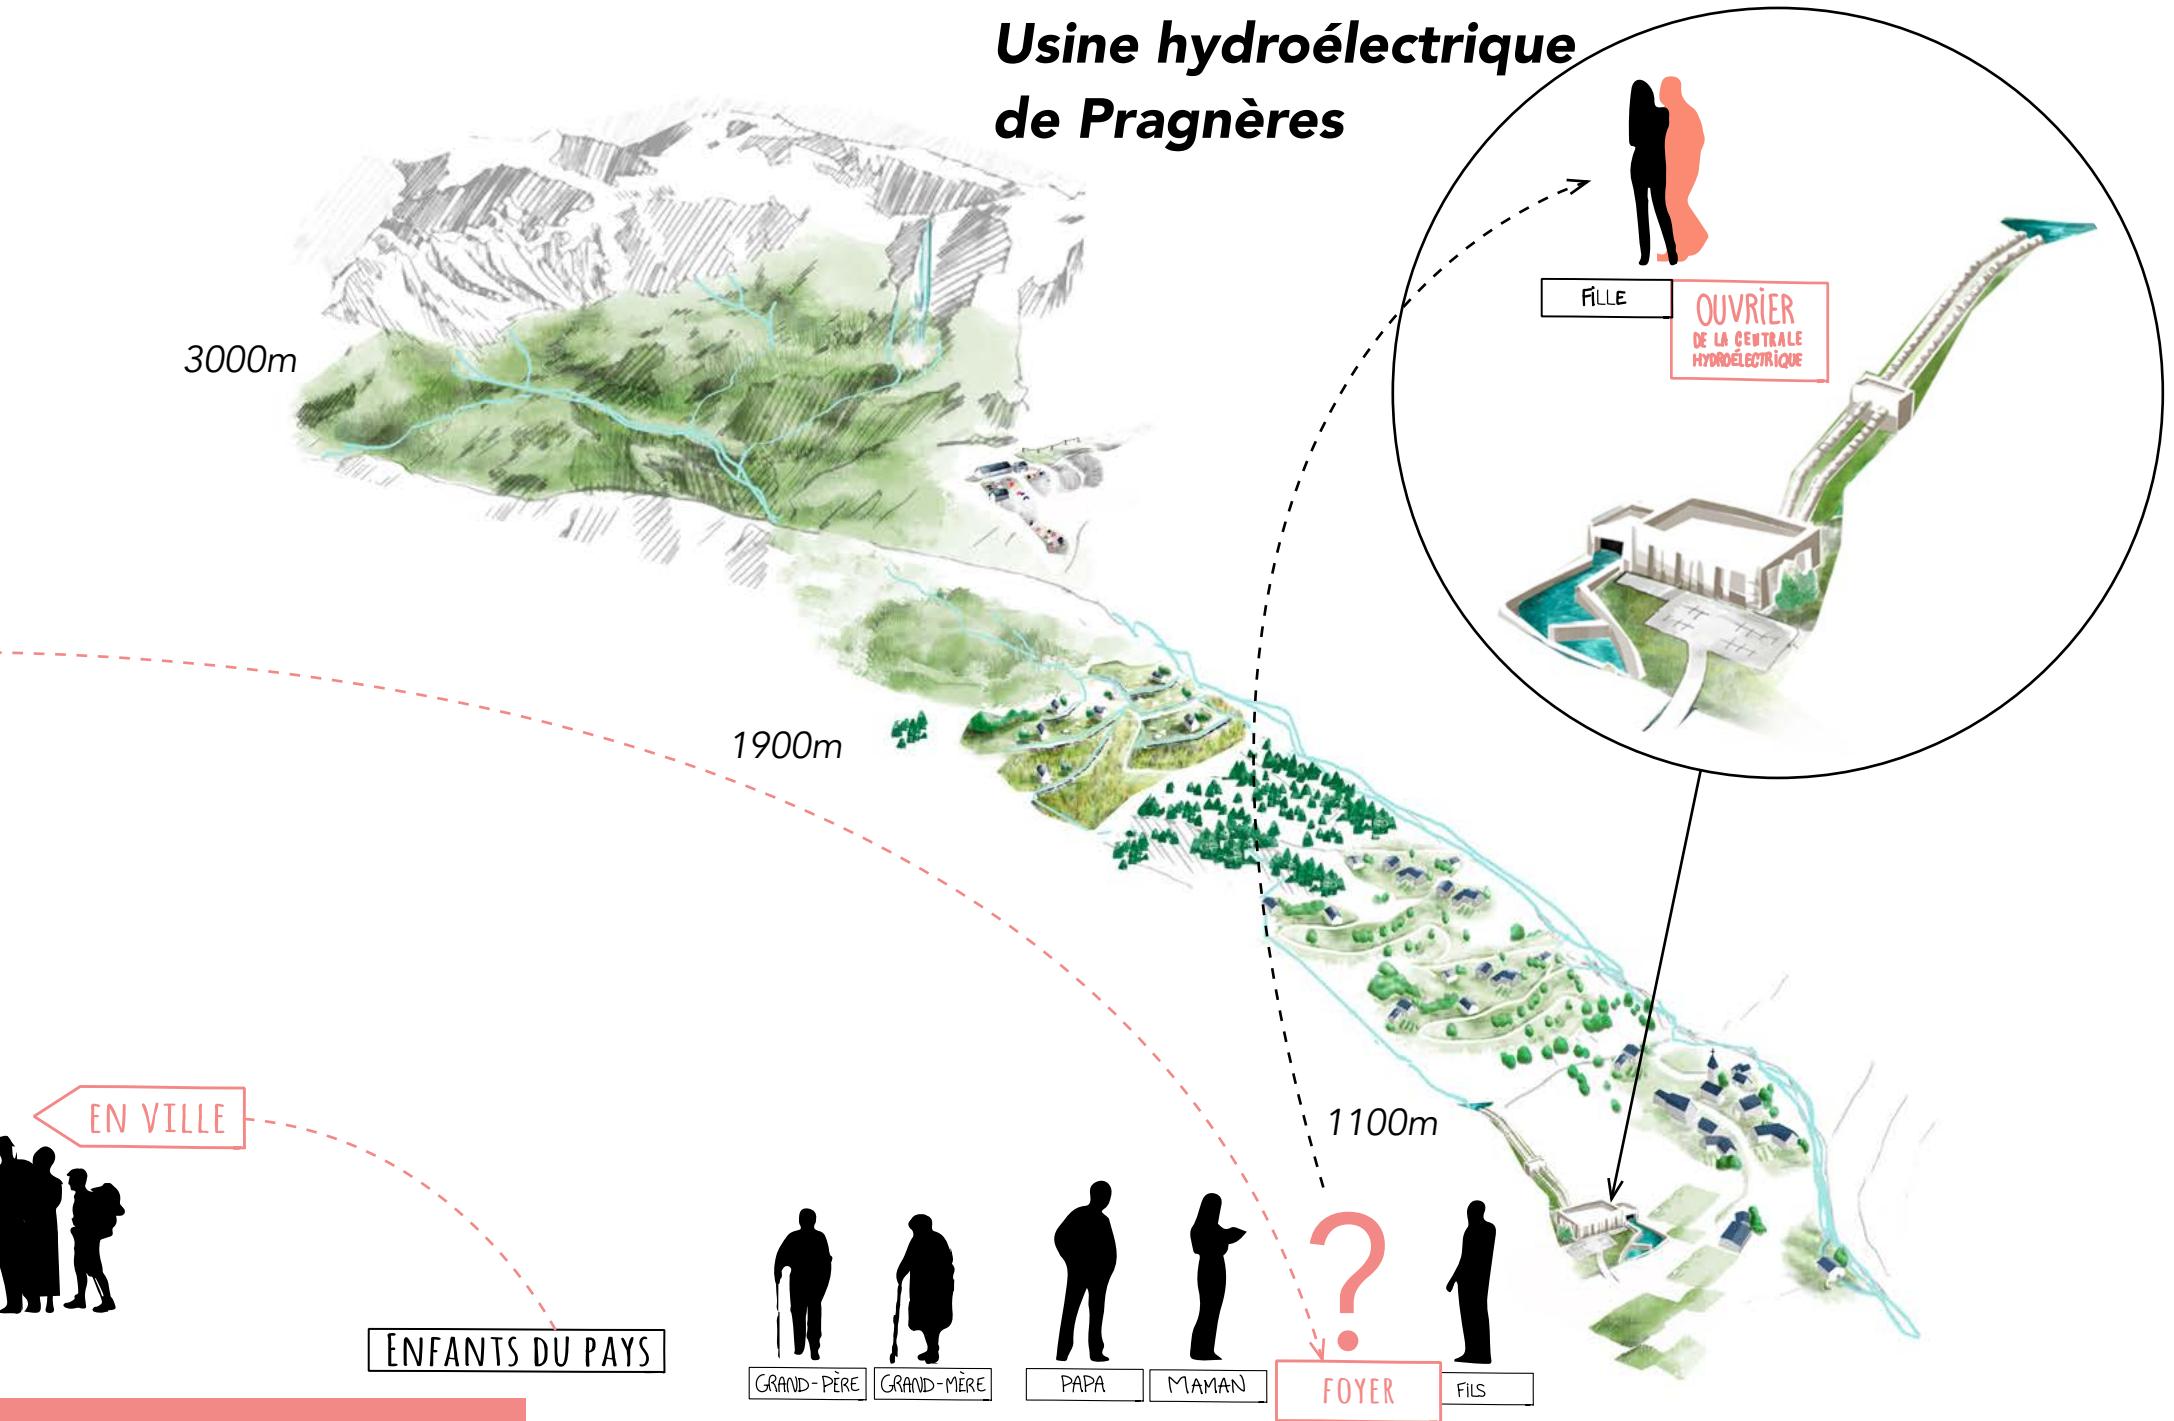 Usine hydroélectrique
de Pragnères
FILLE
OUVRIER
DE LA CENTRALE
HYDROÉLECTRIQUE
3000m
1900m
1100m
EN VILLE
ENFANTS DU PAYS
GRAND-PÈRE
GRAND-MÈRE
PAPA
MAMAN
?
FOYER
FILS